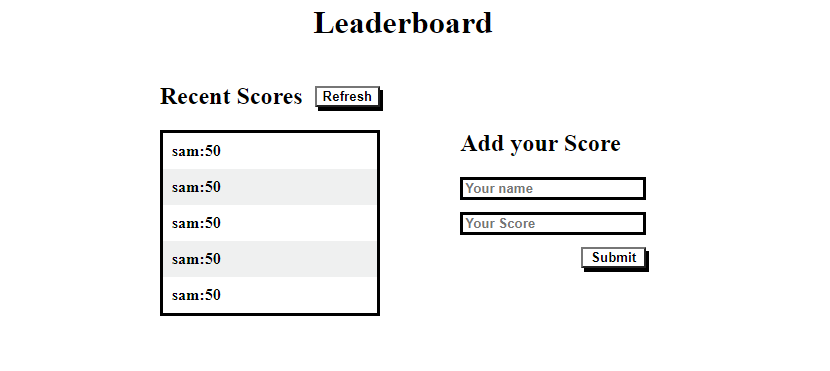 Leaderboard
Recent Scores
Refresh
sam:50
sam:50
sam:50
sam:50
sam:50
Add your Score
Your name
Your Score
Submit